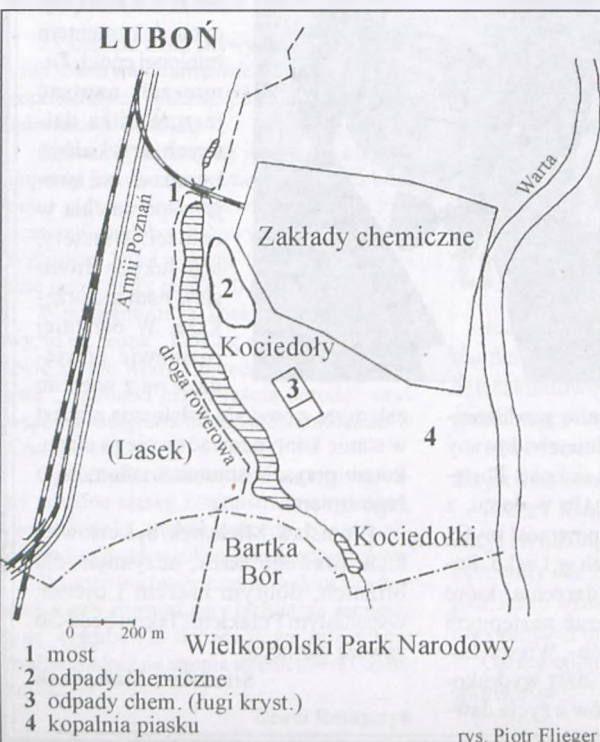 LUBOŃ
Warta
1
Armii Poznań
Zakłady chemiczne
2
Kociedoły
droga rowerowa
3
4
(Lasek)
Bartka
Bór
Kociedołki
0 200 m
Wielkopolski Park Narodowy
1 most
2 odpady chemiczne
3 odpady chem. (ługi kryst.)
4 kopalnia piasku
rys. Piotr Flieger